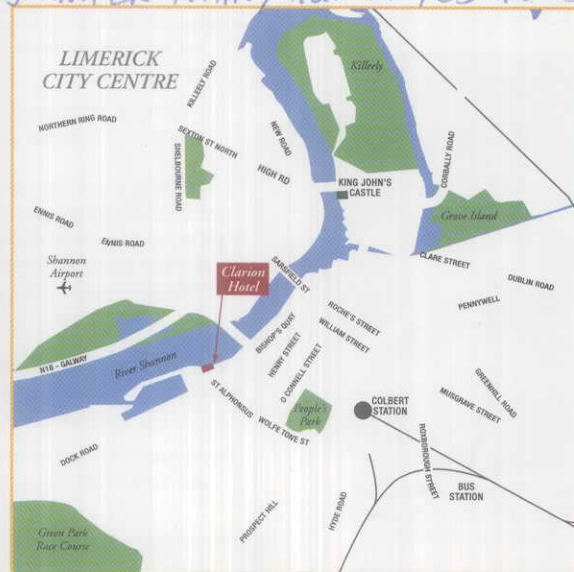 LIMERICK
CITY CENTRE
Killeely
KILLEELY ROAD
NORTHERN RING ROAD
SEXTON ST NORTH
NEW ROAD
SHELBOURNE ROAD
HIGH RD
CORBALLY ROAD
KING JOHN'S
CASTLE
Grove Island
ENNIS ROAD
ENNIS ROAD
CLARE STREET
Shannon
Airport
SARSFIELD ST
Clarion
Hotel
DUBLIN ROAD
PENNYWELL
ROCHE'S STREET
WILLIAM STREET
BISHOP'S QUAY
HENRY STREET
O CONNELL STREET
N18 - GALWAY
River Shannon
ST ALPHONSUS
People's
Park
WOLFE TONE ST
COLBERT
STATION
GREENHILL ROAD
MUSGRAVE STREET
ROXBOROUGH STREET
DOCK ROAD
BUS
STATION
PROSPECT HILL
HYDE ROAD
Green Park
Race Course